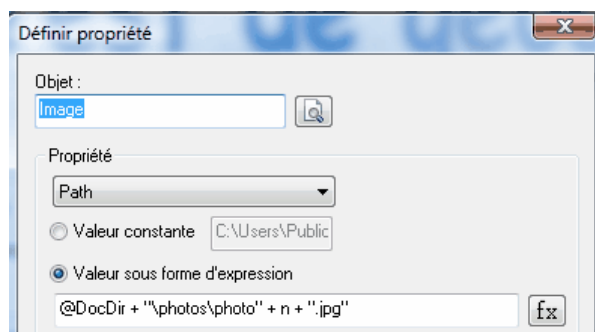 Définir propriété
Objet :
Image
Propriété
Path
Valeur constante C:\Users\Public
Valeur sous forme d'expression
@DocDir + "\photos\photo" + n + ".jpg" fx